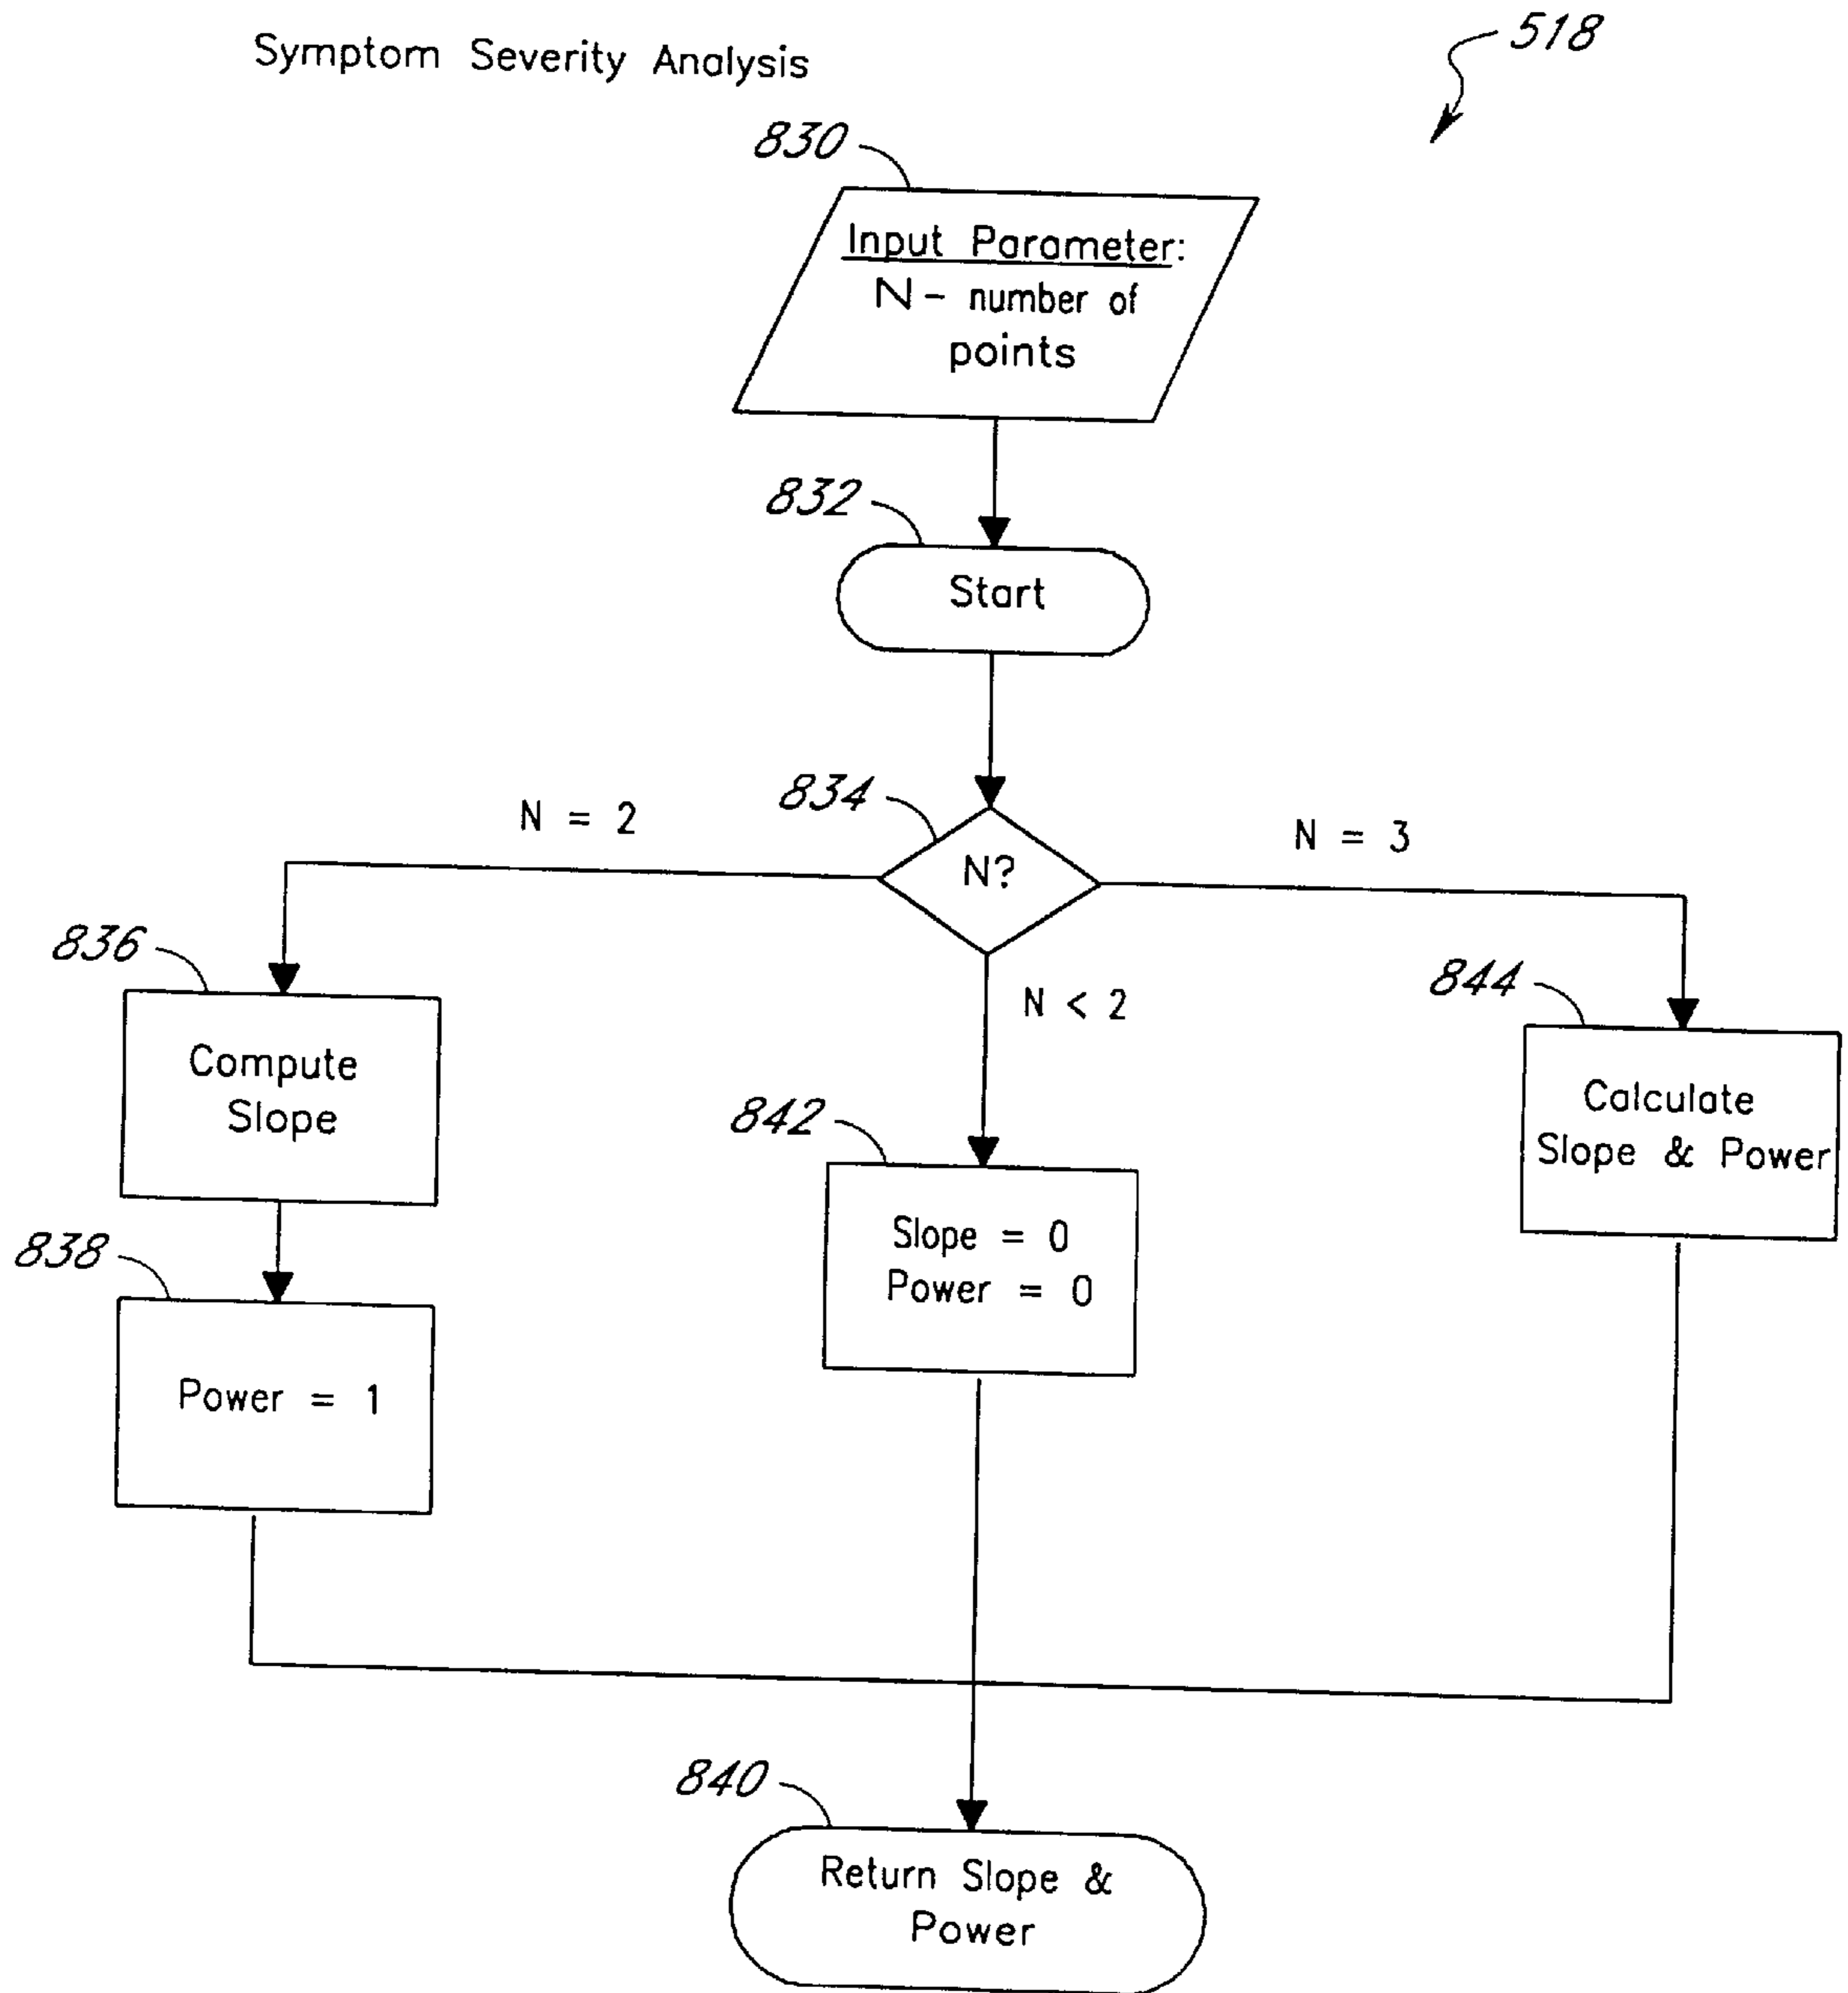 Symptom Severity Analysis
518
830
Input Parameter:
N - number of
points
832
Start
834
N = 2
N?
N = 3
836
N < 2
844
Compute
Slope
842
Calculate
Slope & Power
838
Slope = 0
Power = 0
Power = 1
840
Return Slope &
Power